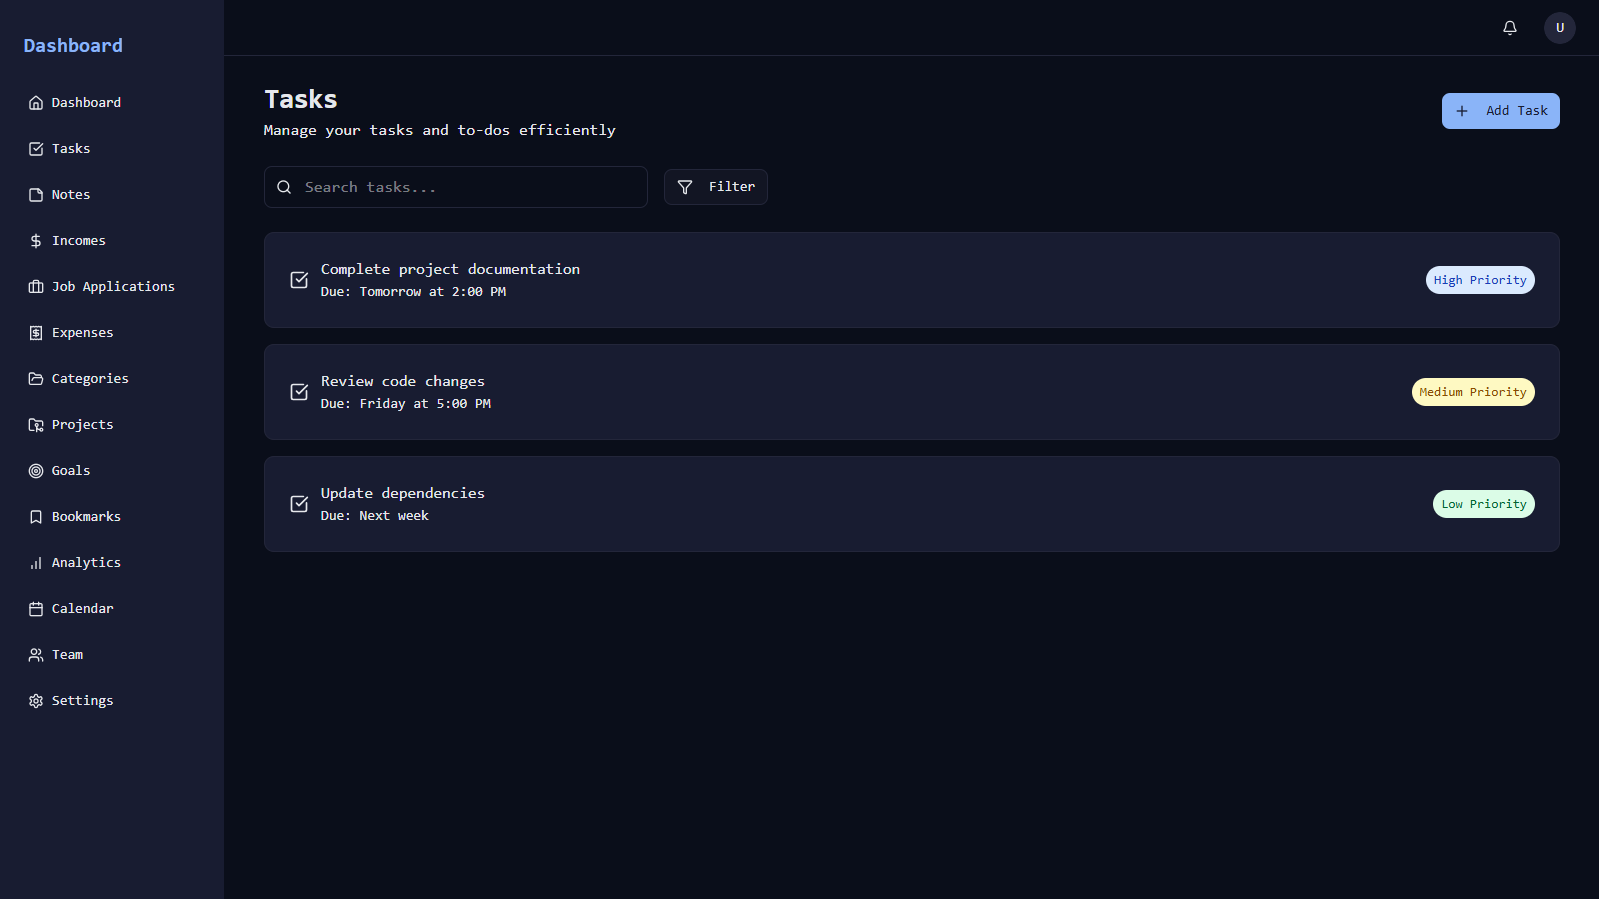 Dashboard
Dashboard
Tasks
Notes
Incomes
Job Applications
Expenses
Categories
Projects
Goals
Bookmarks
Analytics
Calendar
Team
Settings
U
Tasks
Manage your tasks and to-dos efficiently
Add Task
Search tasks...
Filter
Complete project documentation
Due: Tomorrow at 2:00 PM
High Priority
Review code changes
Due: Friday at 5:00 PM
Medium Priority
Update dependencies
Due: Next week
Low Priority